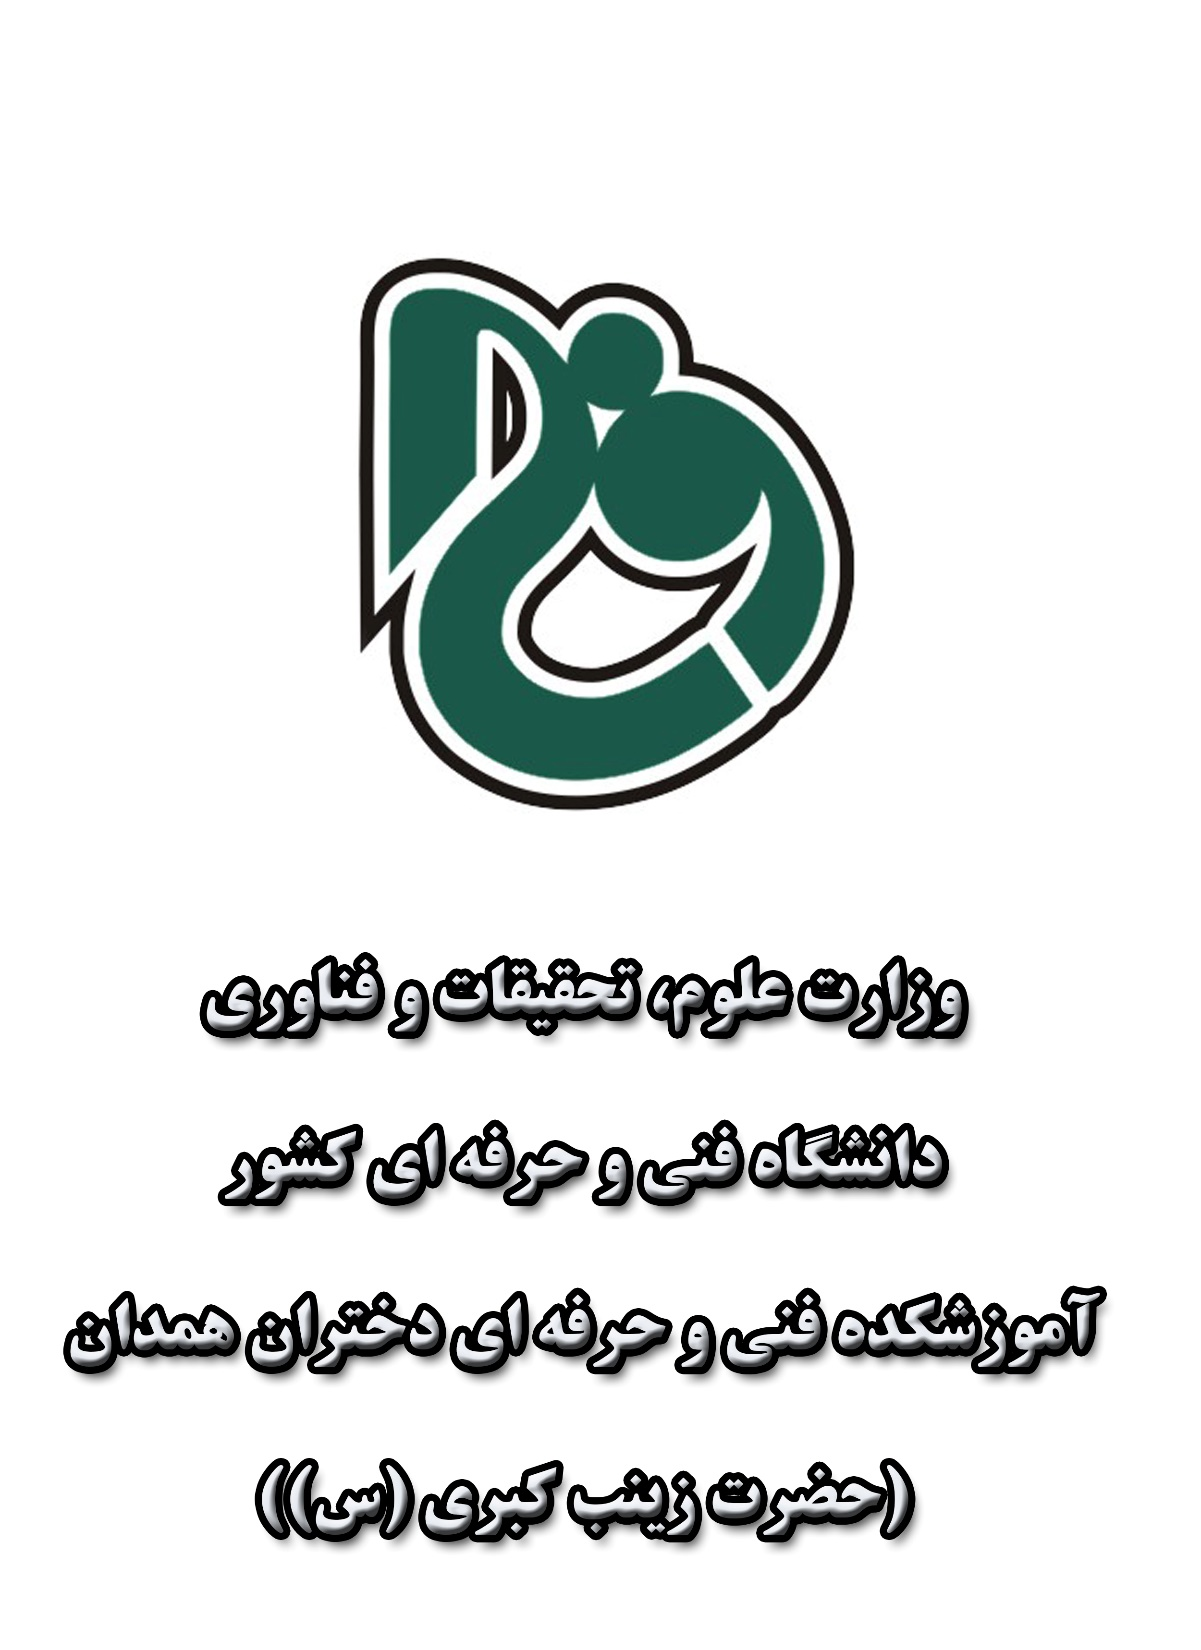 وزارت علوم، تحقیقات و فناوری
دانشگاه فنی و حرفه ای کشور
آموزشکده فنی و حرفه ای دختران همدان
(حضرت زینب کبری (س))